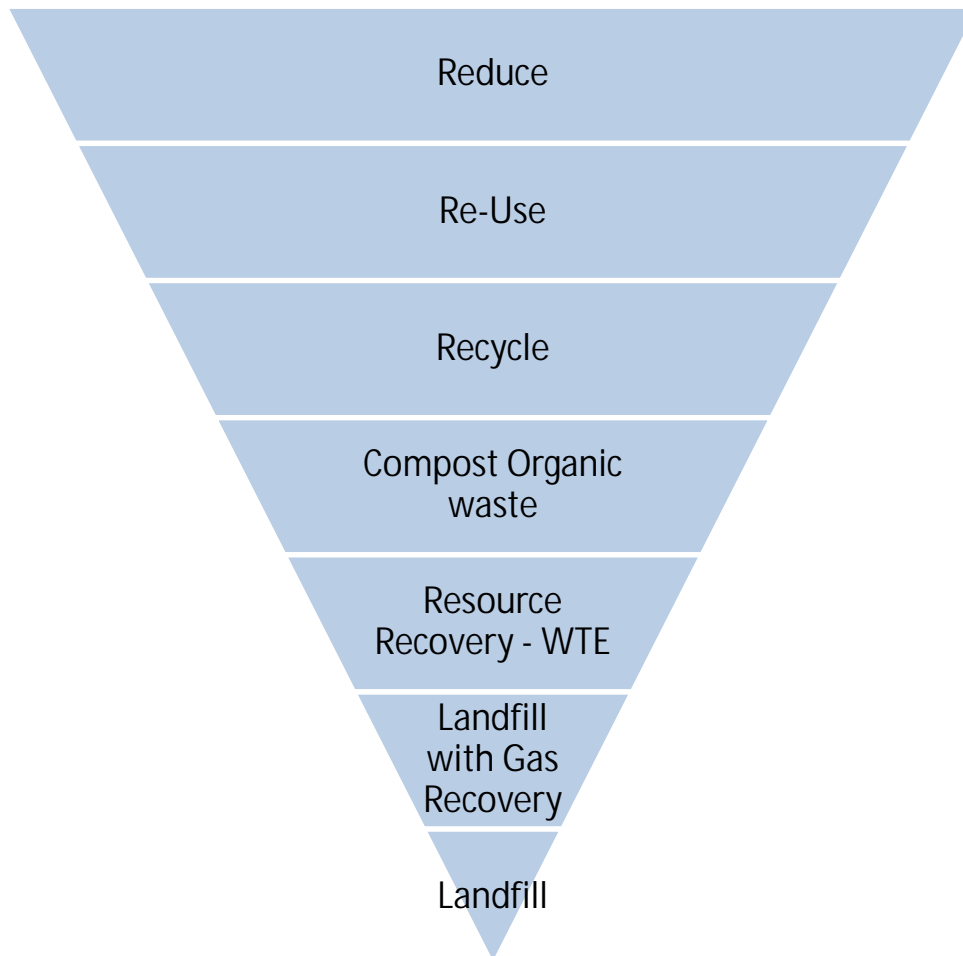 Reduce
Re-Use
Recycle
Compost Organic
waste
Resource
Recovery - WTE
Landfill
with Gas
Recovery
Landfill